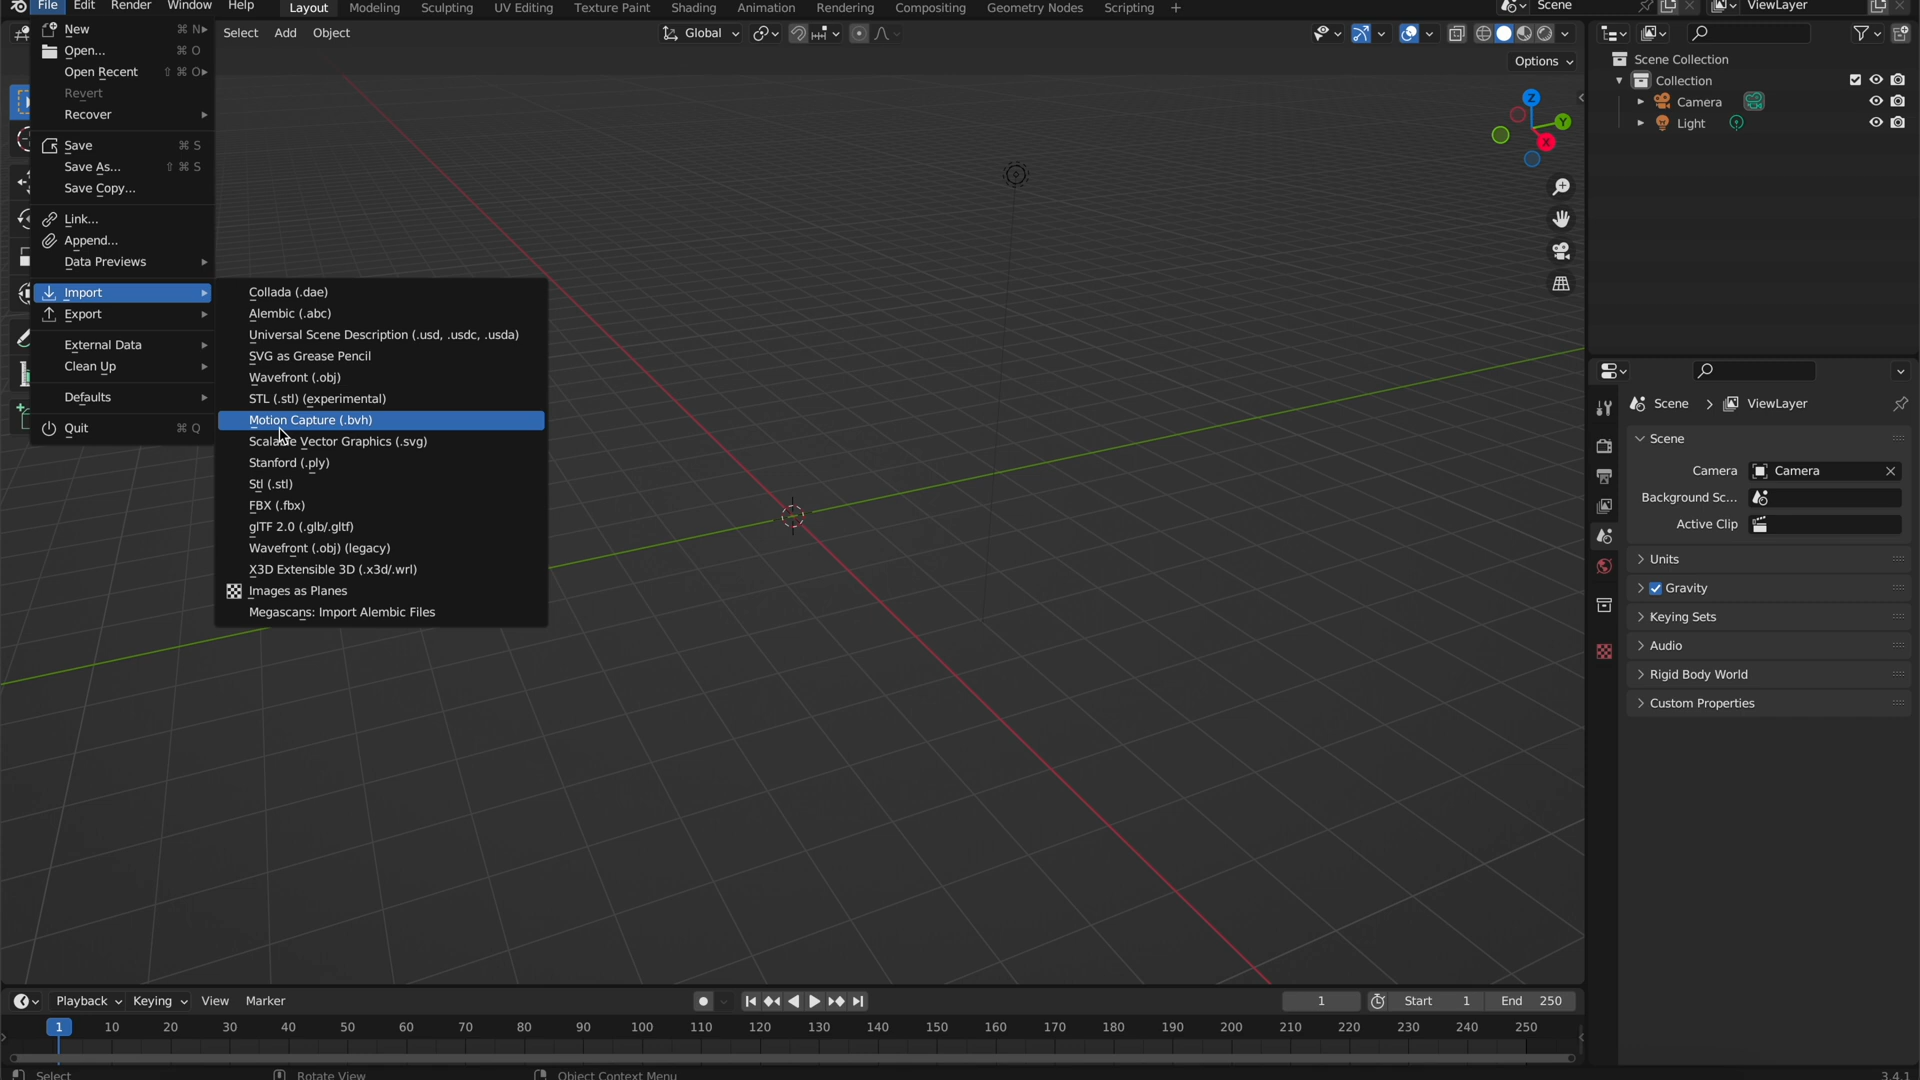 File Edit Render Window Help Layout Modeling Sculpting UV Editing Texture Paint Shading Animation Rendering Compositing Geometry Nodes Scripting + Scene ViewLayer
Select Add Object Global
Options
New ⌘ N
Open... ⌘ O
Open Recent ⇧ ⌘ O
Revert
Recover
Save ⌘ S
Save As... ⇧ ⌘ S
Save Copy...
Link...
Append...
Data Previews
Import
Export
External Data
Clean Up
Defaults
Quit ⌘ Q
Collada (.dae)
Alembic (.abc)
Universal Scene Description (.usd, .usdc, .usda)
SVG as Grease Pencil
Wavefront (.obj)
STL (.stl) (experimental)
Motion Capture (.bvh)
Scalable Vector Graphics (.svg)
Stanford (.ply)
Stl (.stl)
FBX (.fbx)
glTF 2.0 (.glb/.gltf)
Wavefront (.obj) (legacy)
X3D Extensible 3D (.x3d/.wrl)
Images as Planes
Megascans: Import Alembic Files
Z
Y
X
Scene Collection
Collection
Camera
Light
Scene > ViewLayer
Scene
Camera Camera
Background Sc...
Active Clip
Units
Gravity
Keying Sets
Audio
Rigid Body World
Custom Properties
Playback Keying View Marker 1 Start 1 End 250
1 10 20 30 40 50 60 70 80 90 100 110 120 130 140 150 160 170 180 190 200 210 220 230 240 250
Select Rotate View Object Context Menu 3.4.1